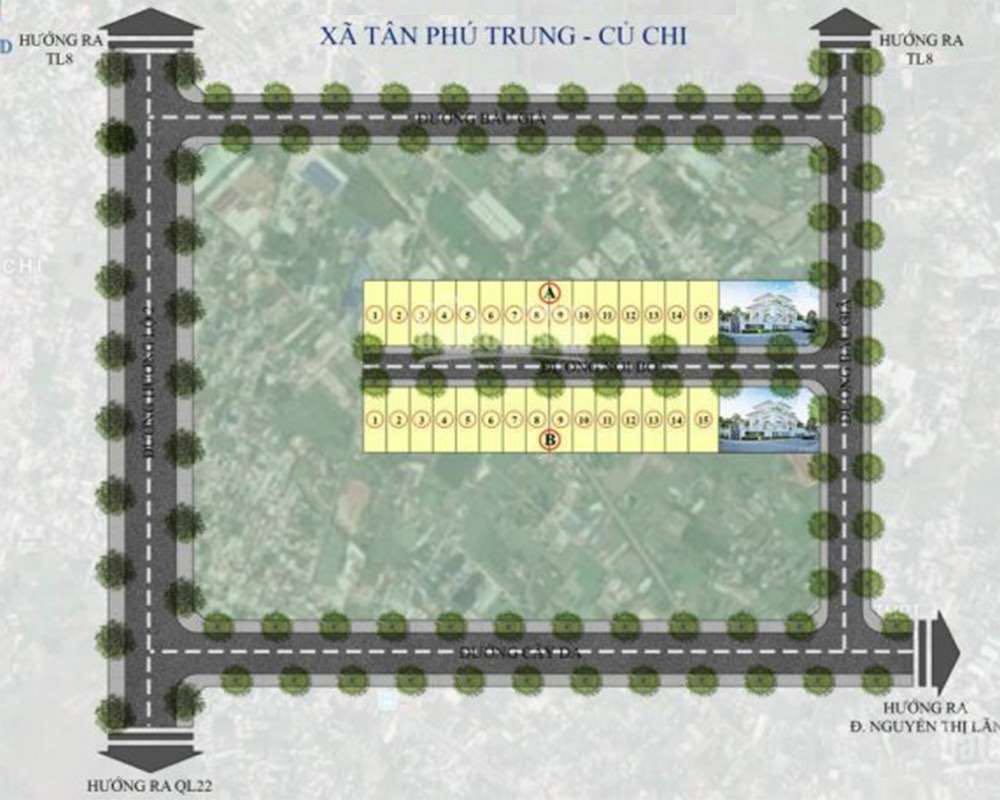 XÃ TÂN PHÚ TRUNG - CỦ CHI
D HƯỚNG RA
TL8
HƯỚNG RA
TL8
ĐƯỜNG BÀU GIÃ
CHI
A
1 2 3 4 5 6 7 8 9 10 11 12 13 14 15
ĐƯỜNG NỘI BỘ
1 2 3 4 5 6 7 8 9 10 11 12 13 14 15
B
ĐƯỜNG HƯƠNG LỘ 2
ĐƯỜNG BÀU GIÃ
ĐƯỜNG CÂY DA
HƯỚNG RA
Đ. NGUYỄN THỊ LẮN
HƯỚNG RA QL22